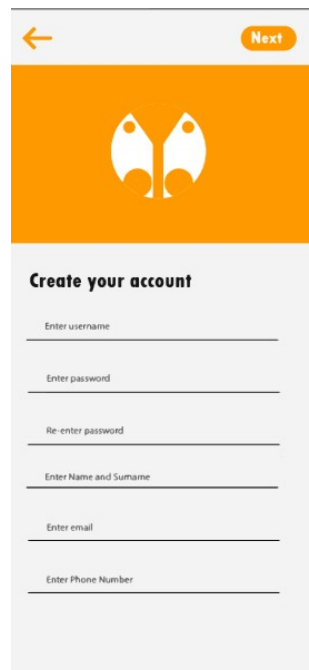 Next
Create your account
Enter username
Enter password
Re-enter password
Enter Name and Surname
Enter email
Enter Phone Number